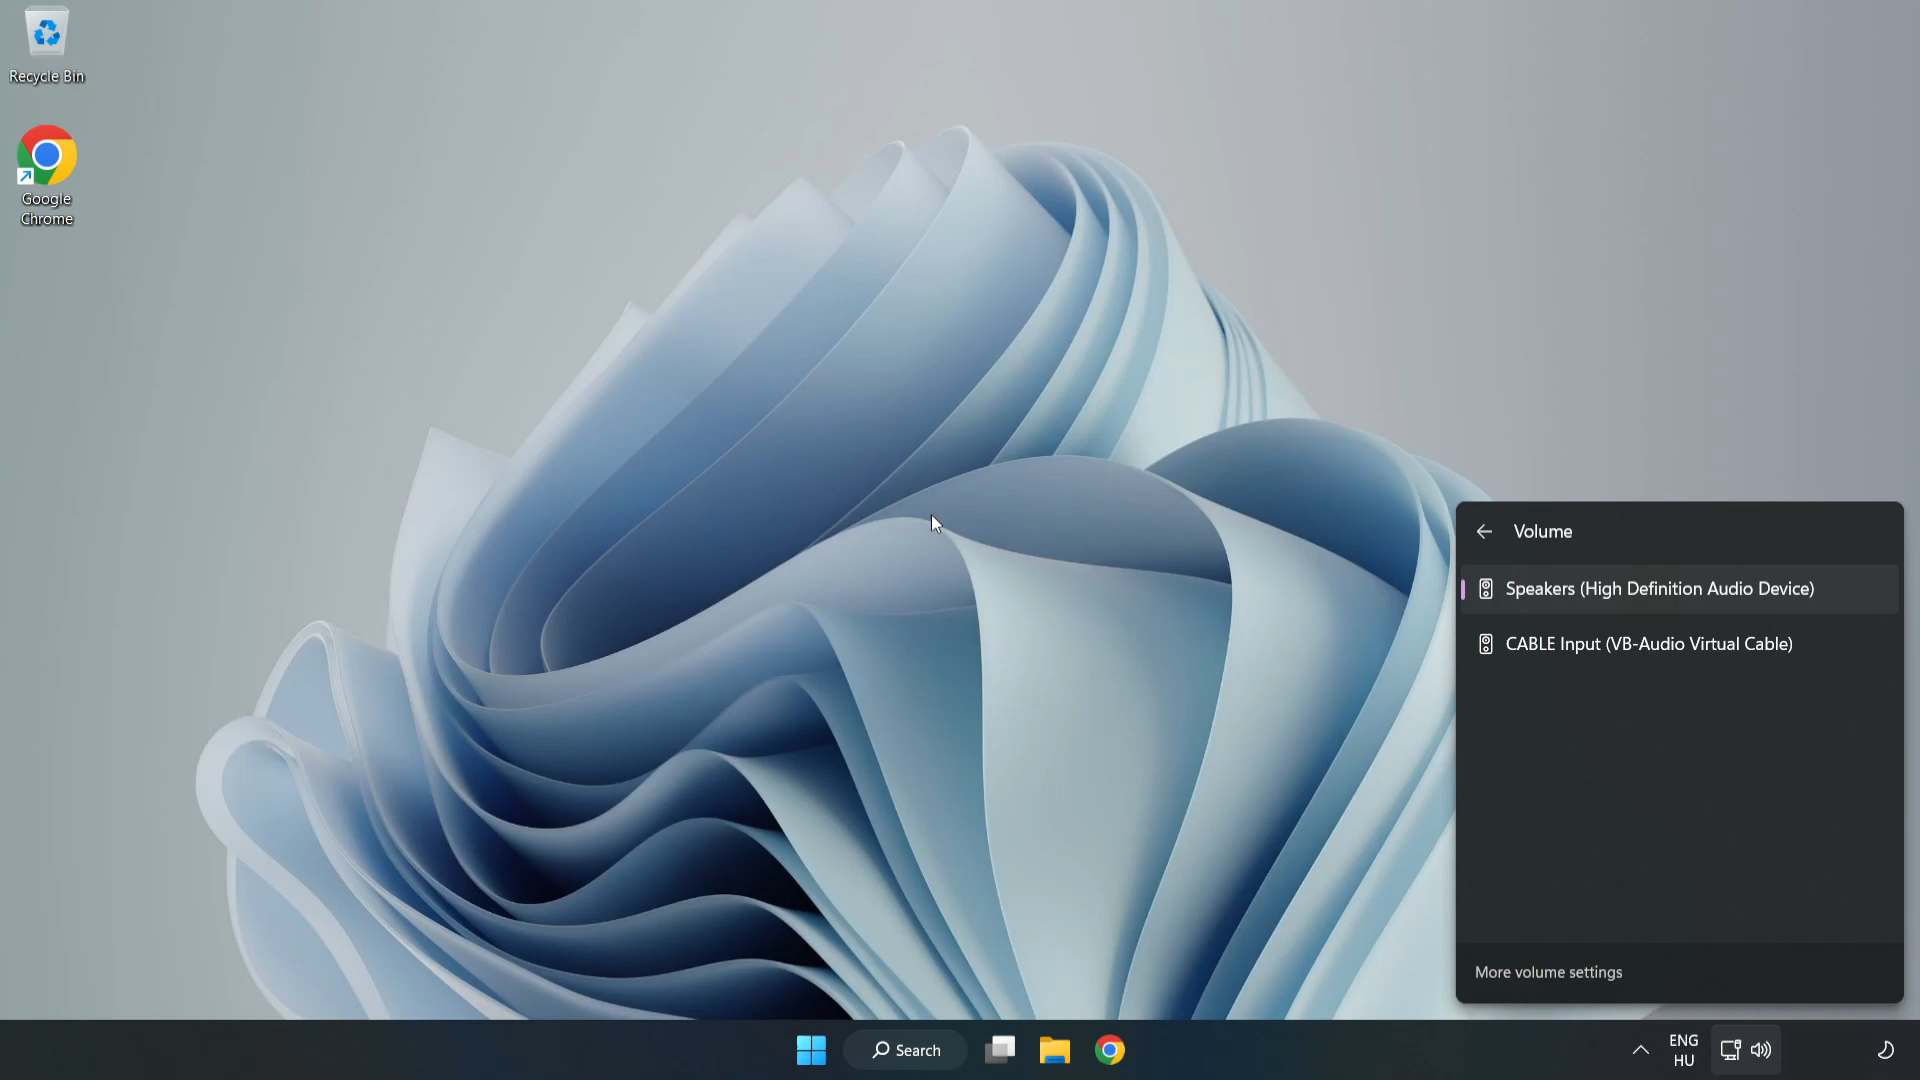 Recycle Bin
Google
Chrome
Volume
Speakers (High Definition Audio Device)
CABLE Input (VB-Audio Virtual Cable)
More volume settings
Search
ENG
HU